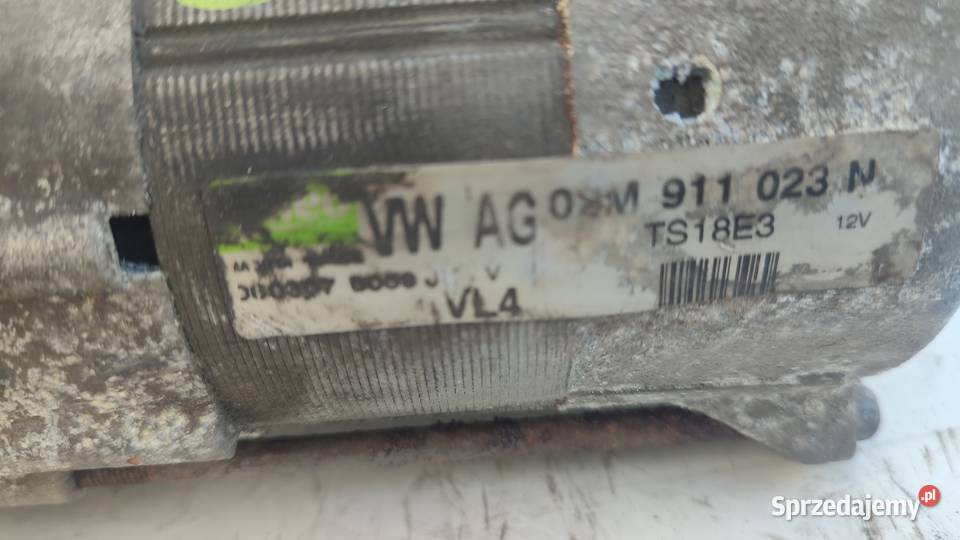 VW AG 02M 911 023 N
TS18E3 12V
V
VL4
Sprzedajemy.pl